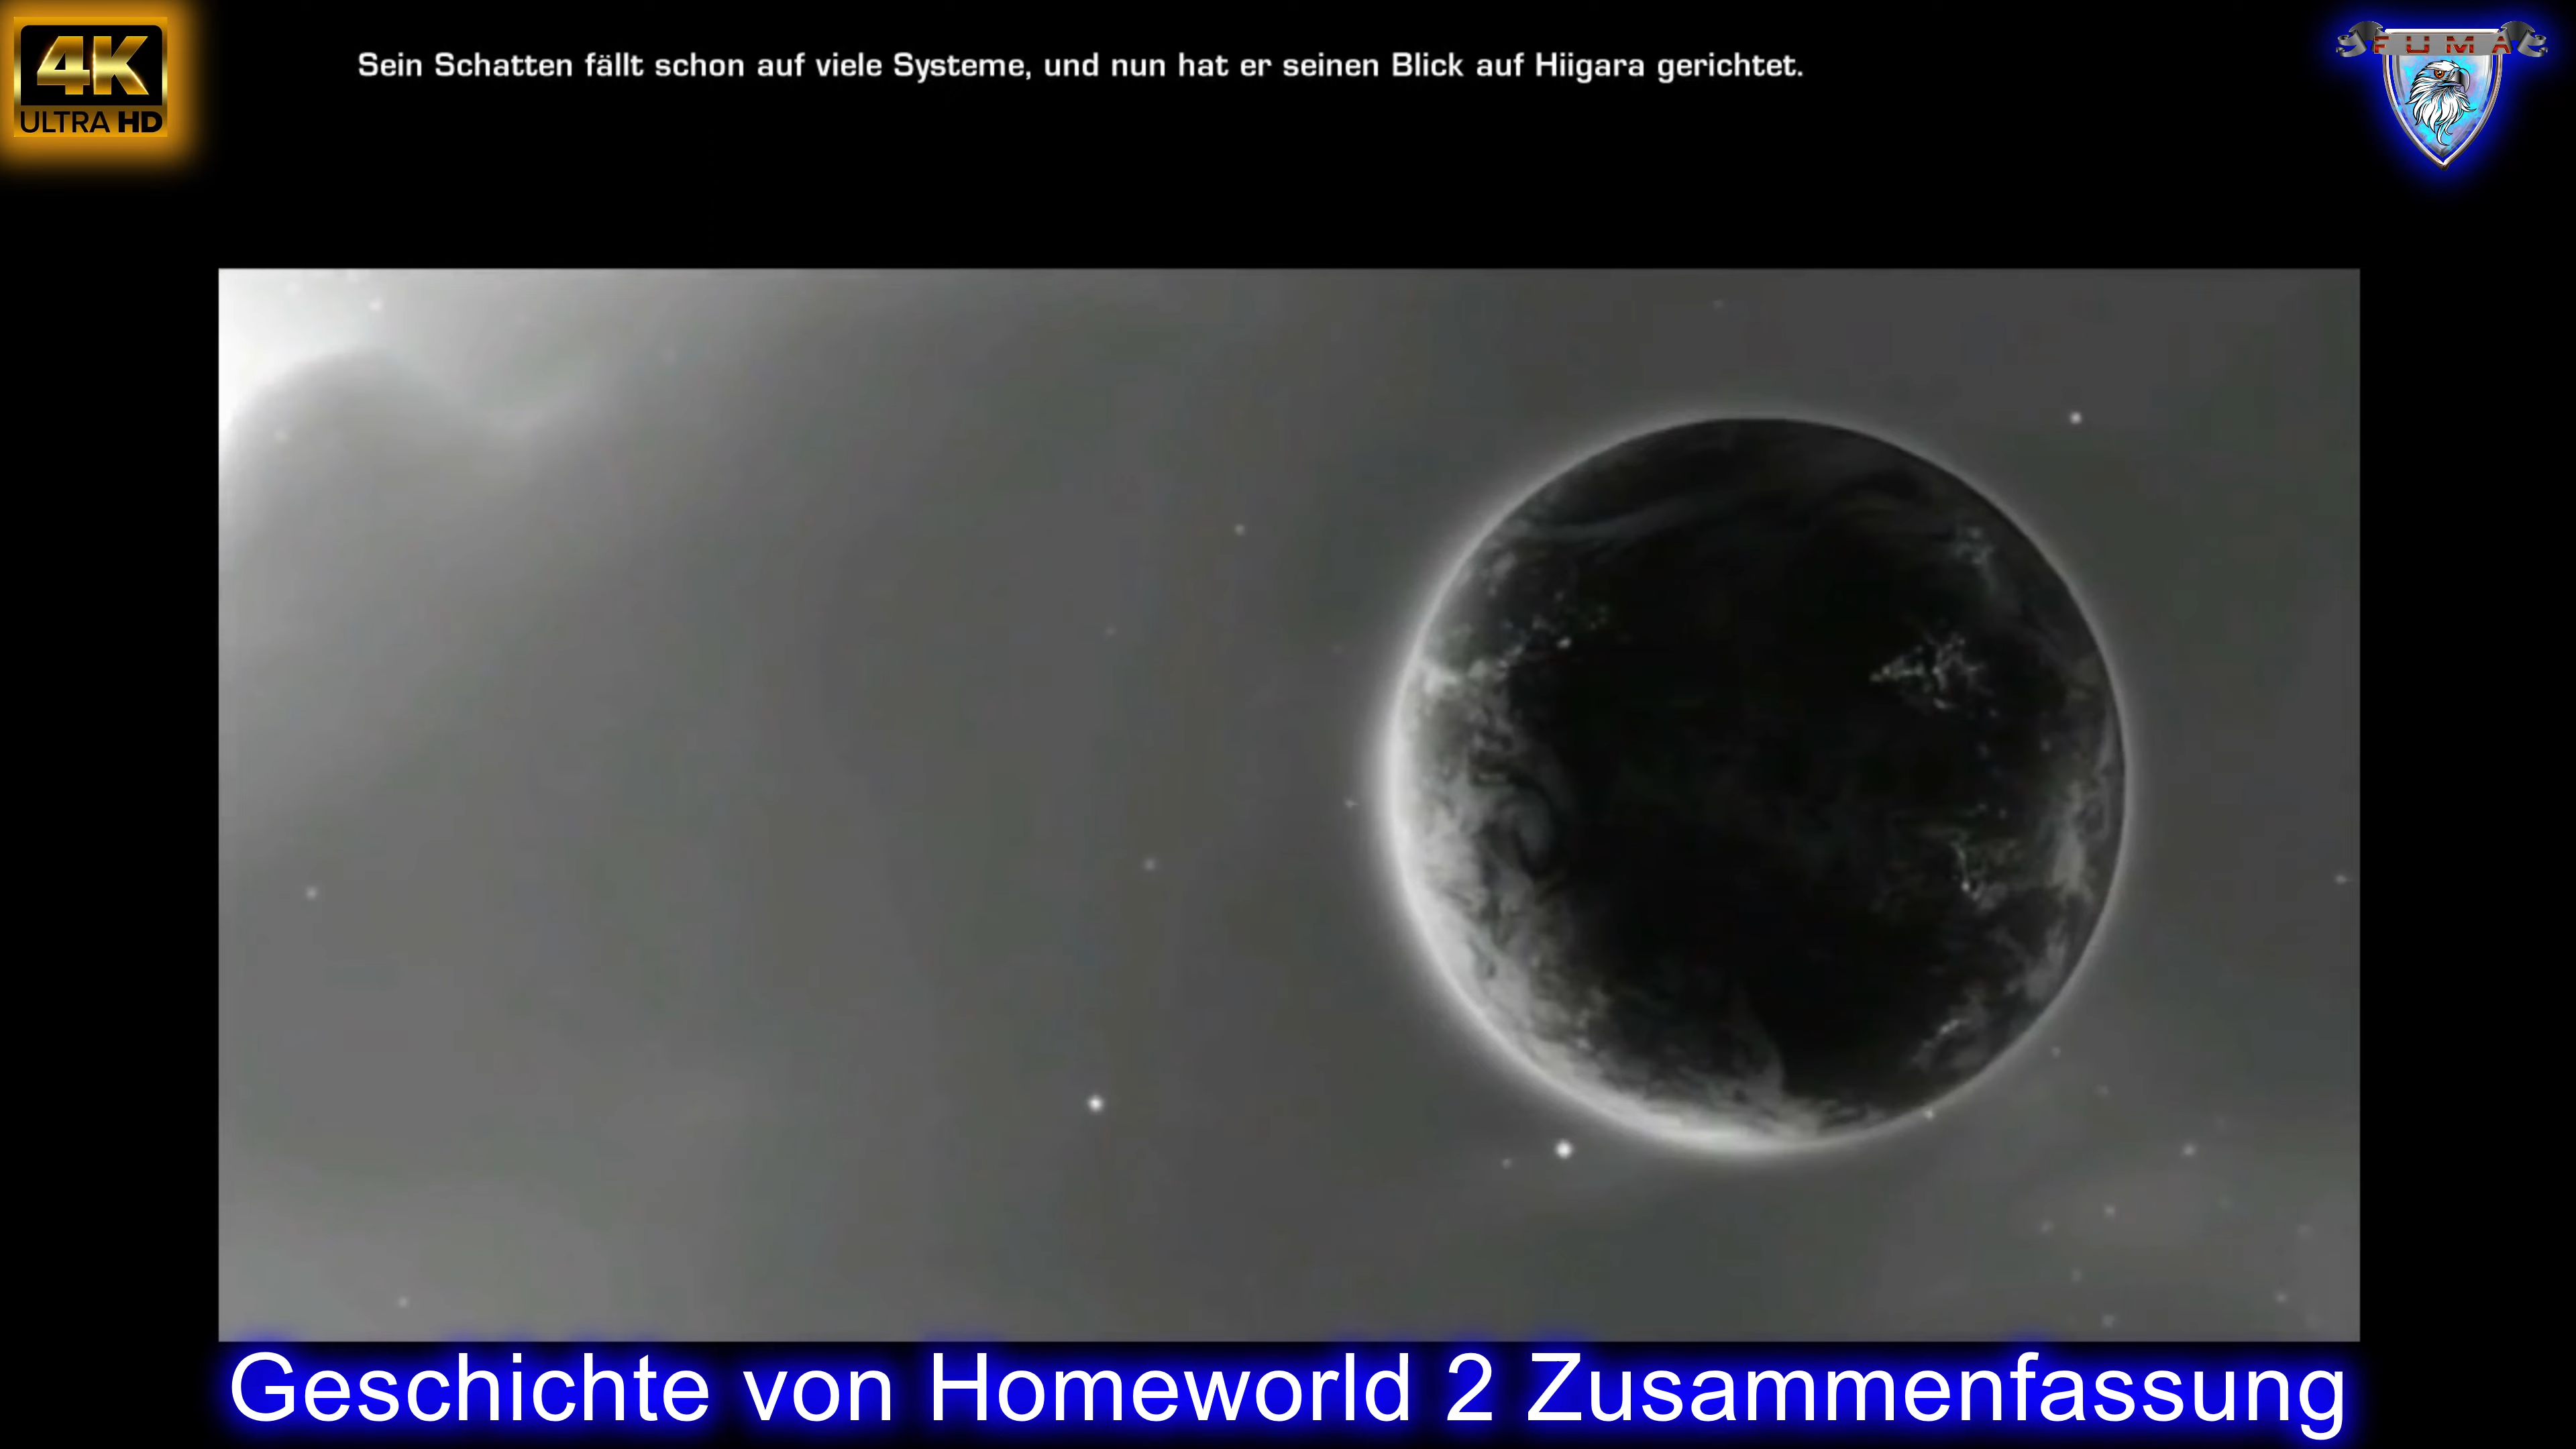 4K
ULTRA HD
Sein Schatten fällt schon auf viele Systeme, und nun hat er seinen Blick auf Hiigara gerichtet.
FUMA
Geschichte von Homeworld 2 Zusammenfassung